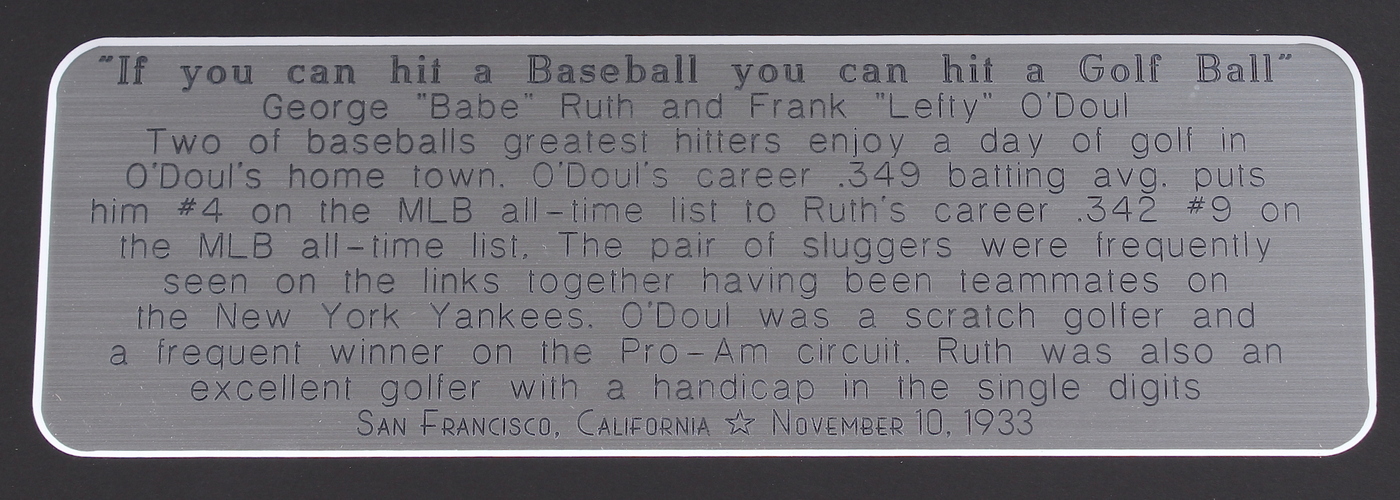 "If you can hit a Baseball you can hit a Golf Ball"
George "Babe" Ruth and Frank "Lefty" O'Doul
Two of baseballs greatest hitters enjoy a day of golf in
O'Doul's home town. O'Doul's career .349 batting avg. puts
him #4 on the MLB all-time list to Ruth's career .342 #9 on
the MLB all-time list. The pair of sluggers were frequently
seen on the links together having been teammates on
the New York Yankees. O'Doul was a scratch golfer and
a frequent winner on the Pro-Am circuit. Ruth was also an
excellent golfer with a handicap in the single digits
San Francisco, California ☆ November 10, 1933